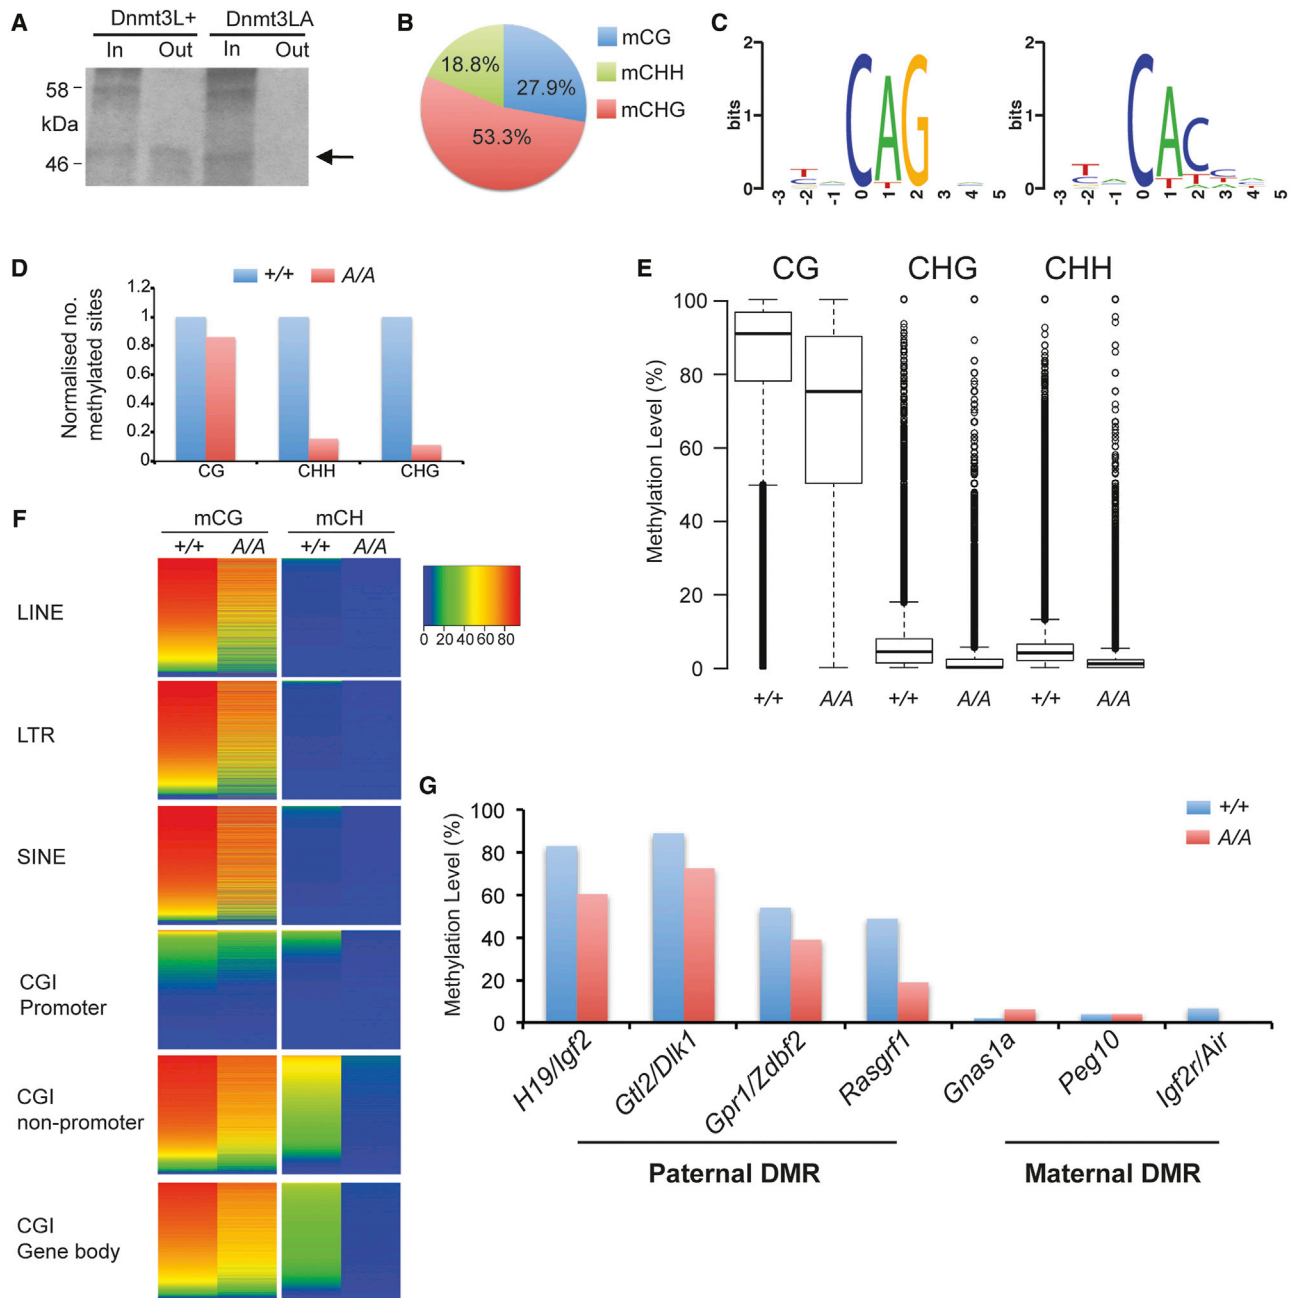 A
Dnmt3L+ Dnmt3LA
In Out In Out
58
kDa
46
B
18.8%
27.9%
53.3%
mCG
mCHH
mCHG
C
2
1
0
bits
CAG
-3 -2 -1 0 1 2 3 4 5
2
1
0
bits
CAC
-3 -2 -1 0 1 2 3 4 5
D
+/+ A/A
Normalised no.
methylated sites
1.2
1
0.8
0.6
0.4
0.2
0
CG CHH CHG
E
CG CHG CHH
Methylation Level (%)
100
80
60
40
20
0
+/+ A/A +/+ A/A +/+ A/A
F
mCG mCH
+/+ A/A +/+ A/A
0 20 40 60 80
LINE
LTR
SINE
CGI
Promoter
CGI
non-promoter
CGI
Gene body
G
Methylation Level (%)
100
80
60
40
20
0
+/+
A/A
H19/Igf2
Gtl2/Dlk1
Gpr1/Zdbf2
Rasgrf1
Gnas1a
Peg10
Igf2r/Air
Paternal DMR
Maternal DMR